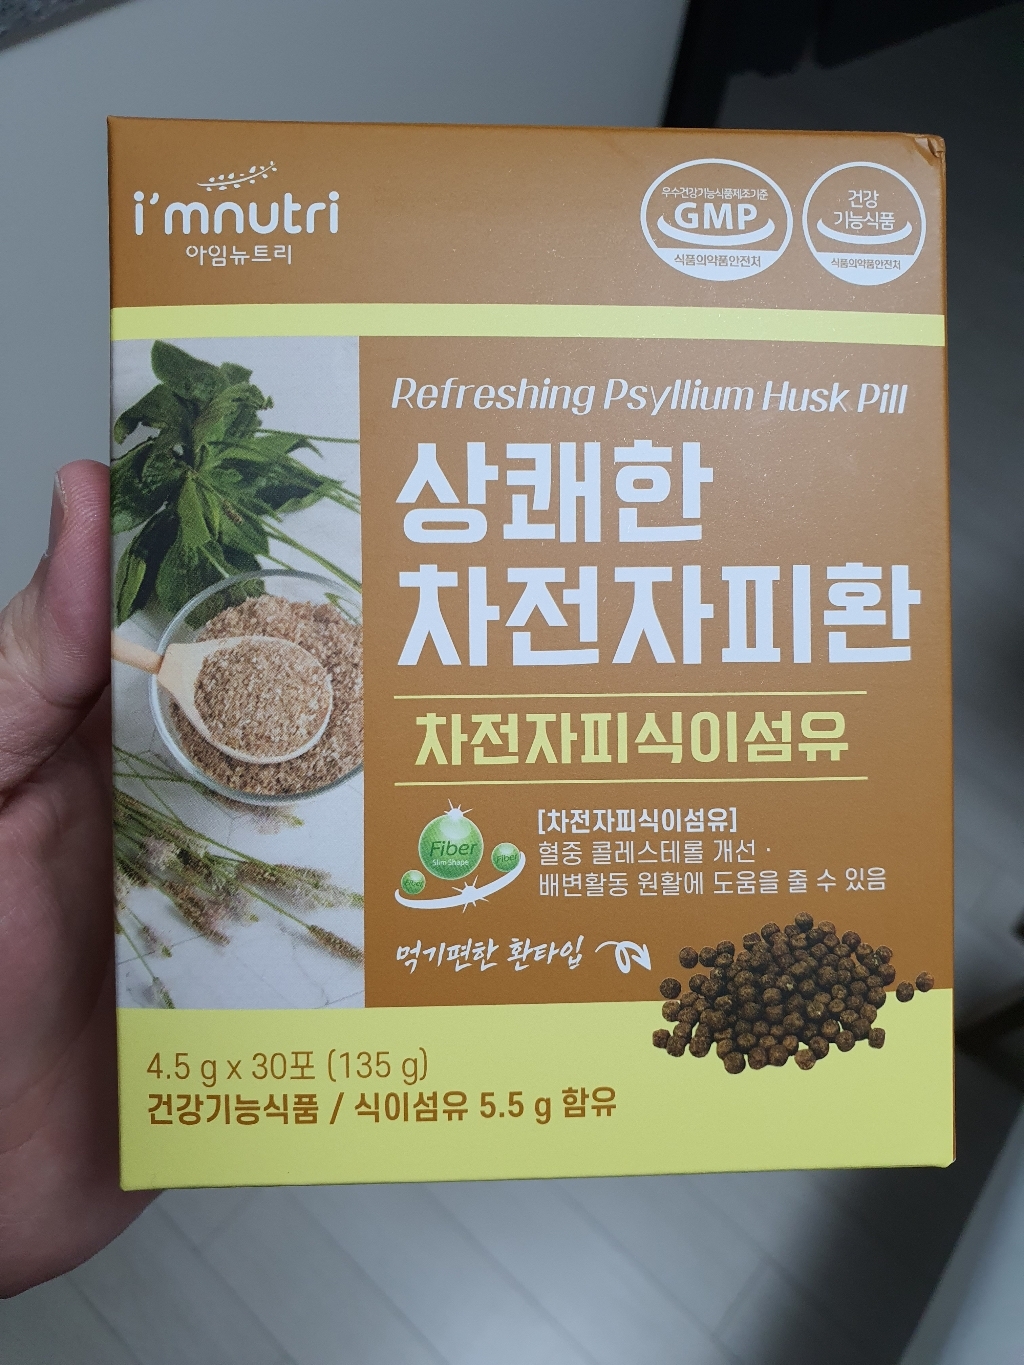 i'mnutri
아임뉴트리
우수건강기능식품제조기준
GMP
식품의약품안전처
건강
기능식품
식품의약품안전처
Refreshing Psyllium Husk Pill
상쾌한
차전자피환
차전자피식이섬유
Fiber
Slim Shape
Fiber
Fiber
[차전자피식이섬유]
혈중 콜레스테롤 개선 ·
배변활동 원활에 도움을 줄 수 있음
먹기편한 환타입
4.5 g x 30포 (135 g)
건강기능식품 / 식이섬유 5.5 g 함유